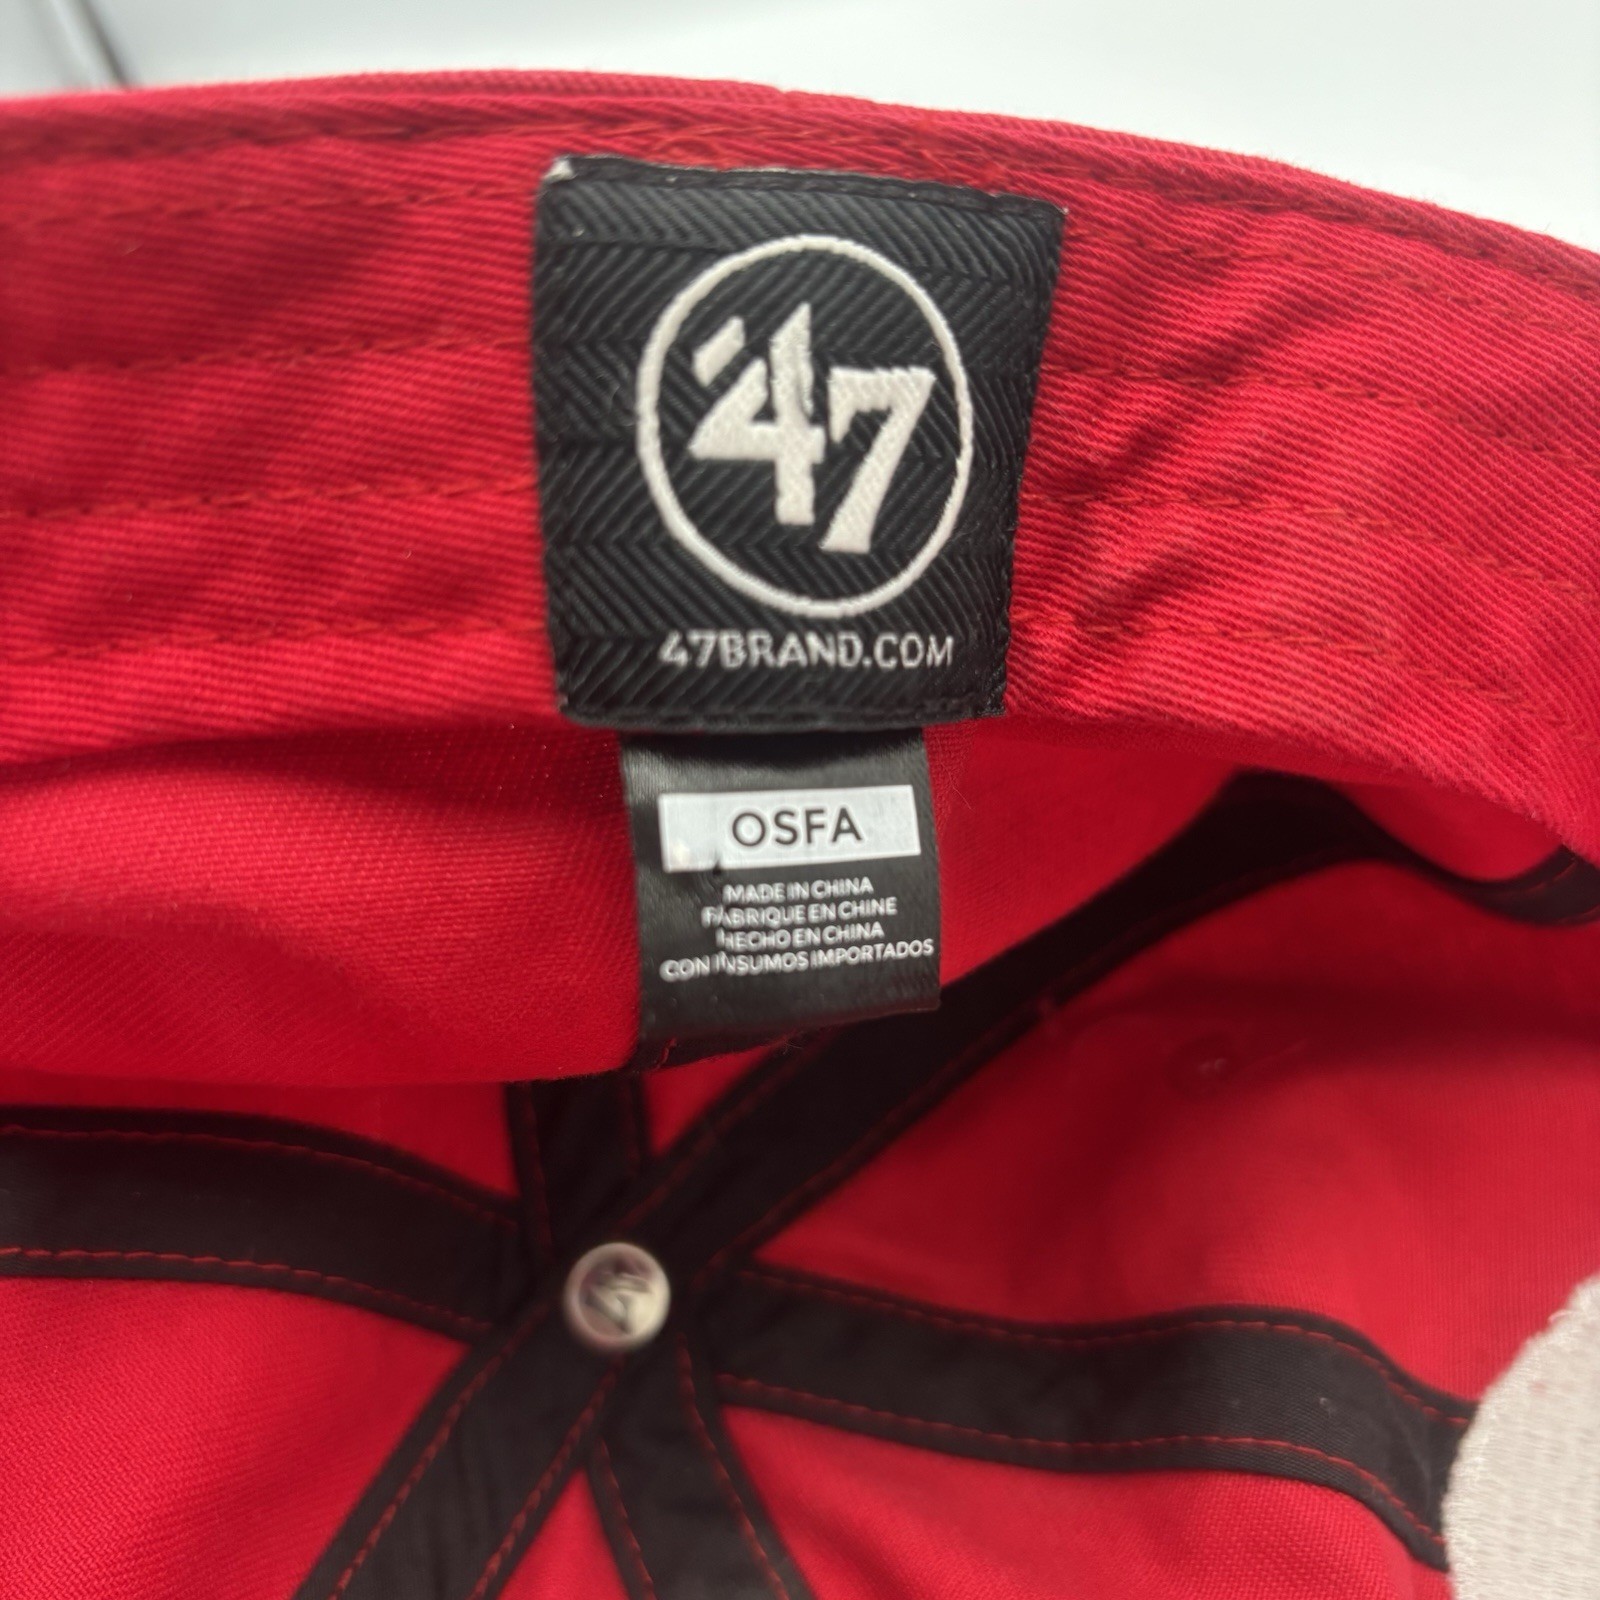 '47
47BRAND.COM
OSFA
MADE IN CHINA
FABRIQUE EN CHINE
HECHO EN CHINA
CON INSUMOS IMPORTADOS